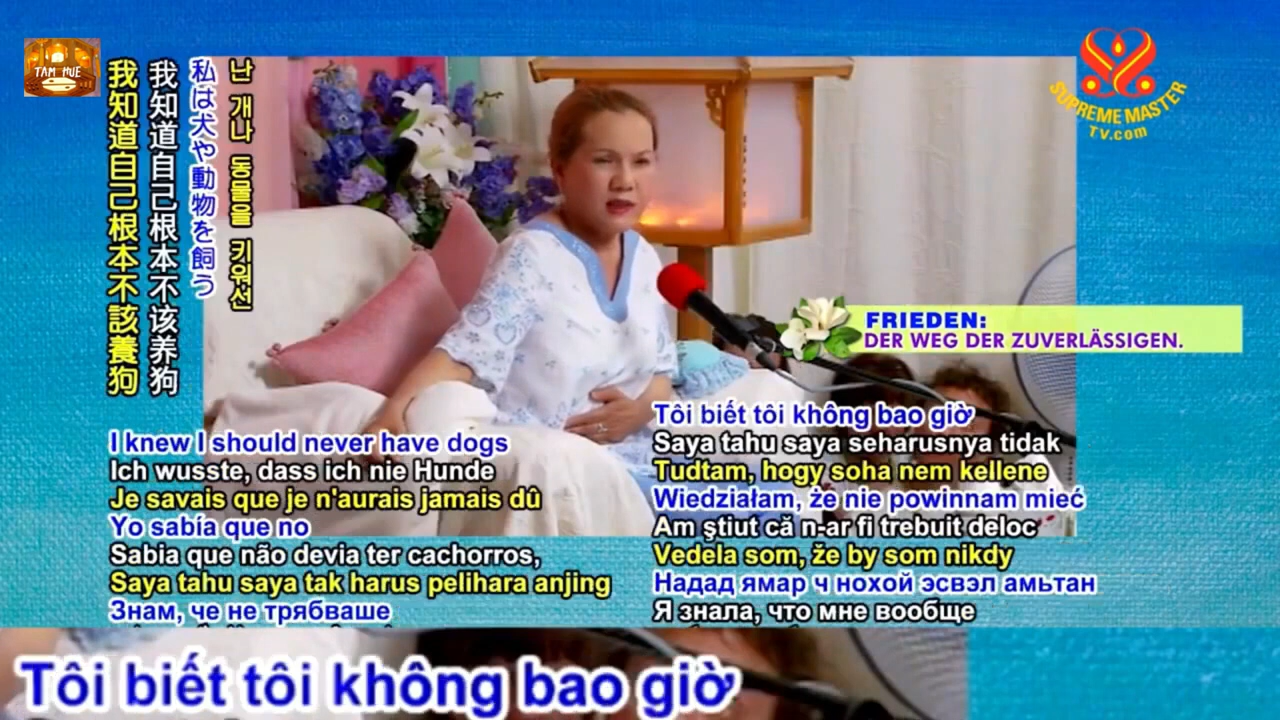 TAM HUE
我知道自己根本不該養狗
我知道自己根本不该养狗
私は犬や動物を飼う
난 개나 동물을 키워선
SUPREME MASTER
TV.com
FRIEDEN:
DER WEG DER ZUVERLÄSSIGEN.
I knew I should never have dogs
Ich wusste, dass ich nie Hunde
Je savais que je n'aurais jamais dû
Yo sabía que no
Sabia que não devia ter cachorros,
Saya tahu saya tak harus pelihara anjing
Знам, че не трябваше
Tôi biết tôi không bao giờ
Saya tahu saya seharusnya tidak
Tudtam, hogy soha nem kellene
Wiedziałam, że nie powinnam mieć
Am ştiut că n-ar fi trebuit deloc
Vedela som, že by som nikdy
Надад ямар ч нохой эсвэл амьтан
Я знала, что мне вообще
Tôi biết tôi không bao giờ